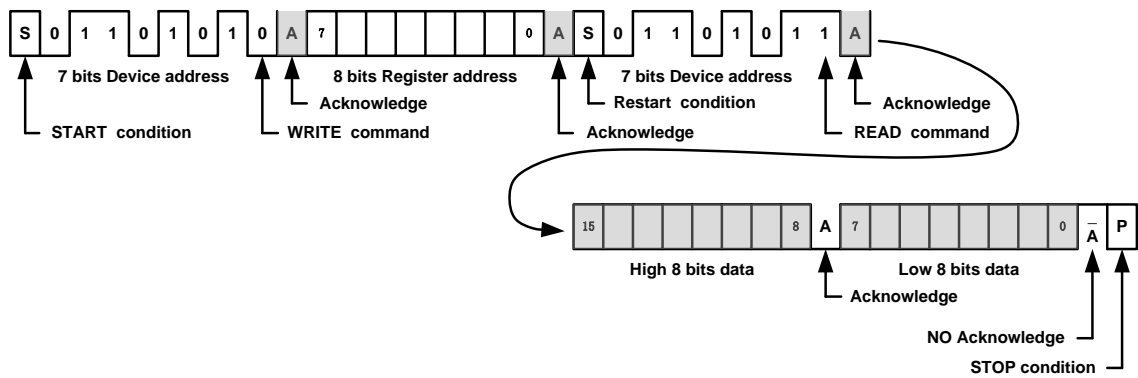 S 0 1 1 0 1 0 1 0 A 7 0 A S 0 1 1 0 1 0 1 1 A
7 bits Device address 8 bits Register address 7 bits Device address
Acknowledge Restart condition Acknowledge
START condition WRITE command Acknowledge READ command
15 8 A 7 0 A̅ P
High 8 bits data Low 8 bits data
Acknowledge
NO Acknowledge
STOP condition